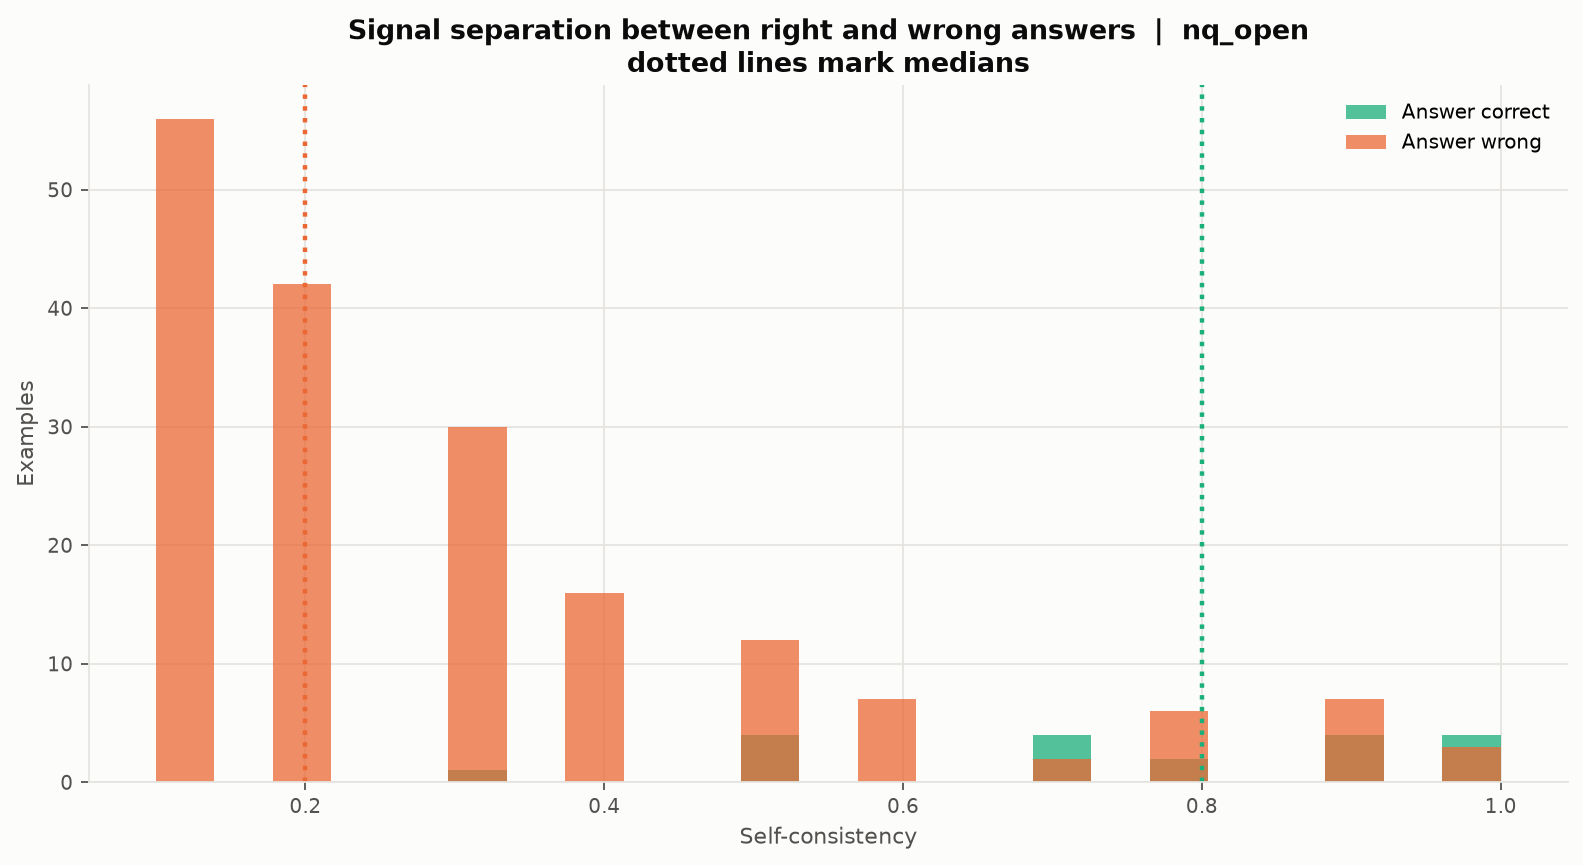 Signal separation between right and wrong answers | nq_open
dotted lines mark medians
Answer correct
Answer wrong
Examples
50
40
30
20
10
0
0.2
0.4
0.6
0.8
1.0
Self-consistency